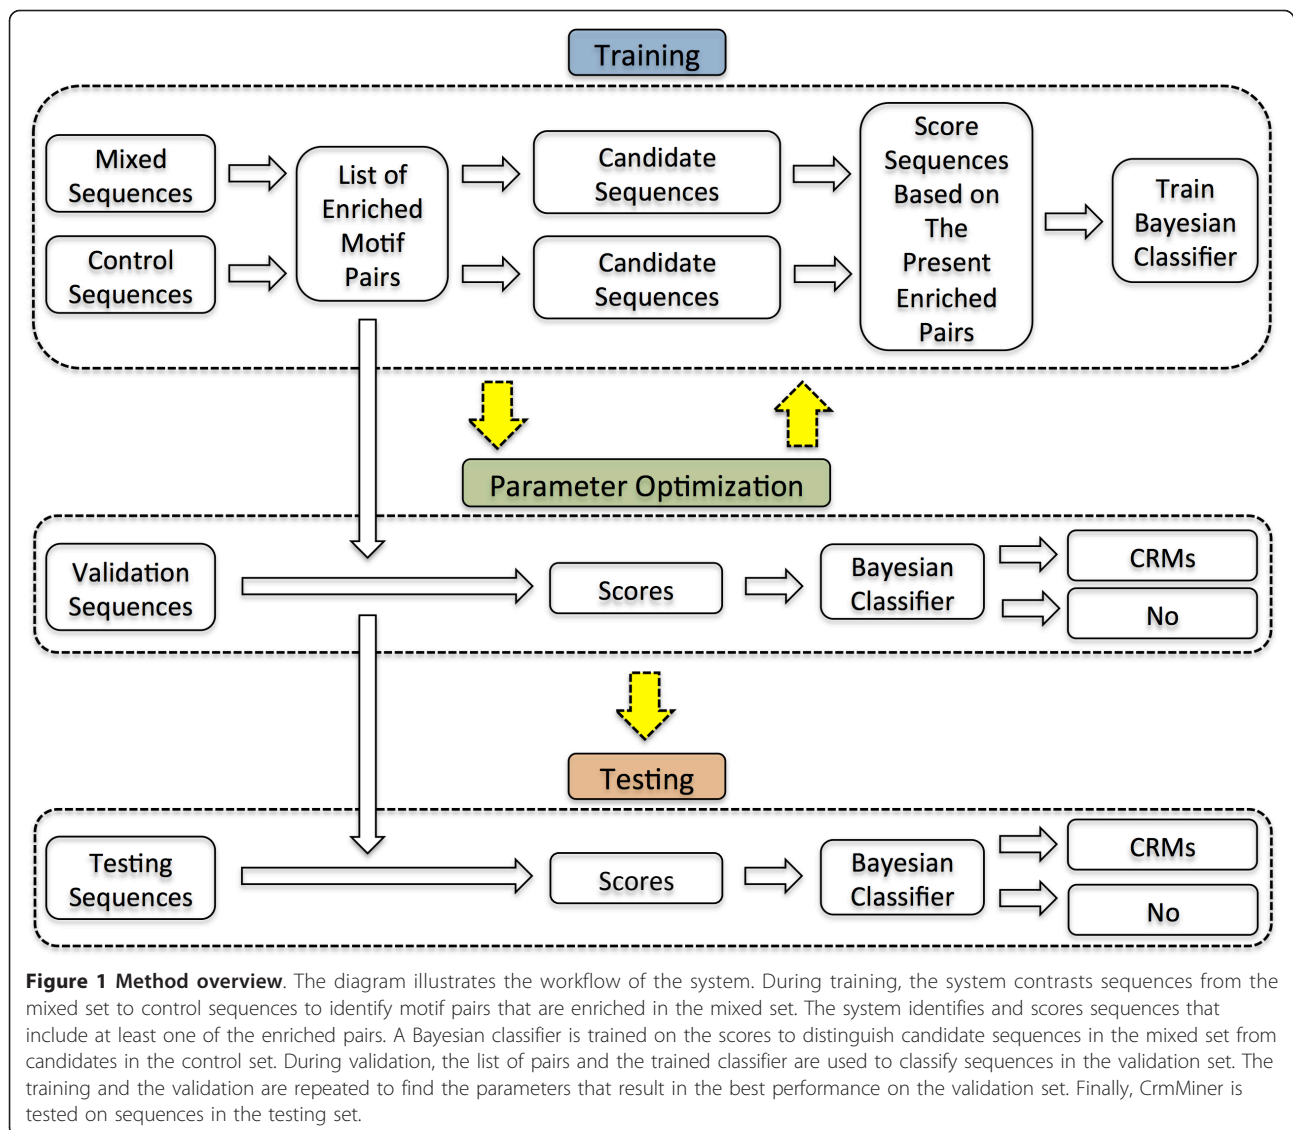 Training
Mixed
Sequences
Control
Sequences
List of
Enriched
Motif
Pairs
Candidate
Sequences
Candidate
Sequences
Score
Sequences
Based on
The
Present
Enriched
Pairs
Train
Bayesian
Classifier
Parameter Optimization
Validation
Sequences
Scores
Bayesian
Classifier
CRMs
No
Testing
Testing
Sequences
Scores
Bayesian
Classifier
CRMs
No
Figure 1 Method overview. The diagram illustrates the workflow of the system. During training, the system contrasts sequences from the
mixed set to control sequences to identify motif pairs that are enriched in the mixed set. The system identifies and scores sequences that
include at least one of the enriched pairs. A Bayesian classifier is trained on the scores to distinguish candidate sequences in the mixed set from
candidates in the control set. During validation, the list of pairs and the trained classifier are used to classify sequences in the validation set. The
training and the validation are repeated to find the parameters that result in the best performance on the validation set. Finally, CrmMiner is
tested on sequences in the testing set.